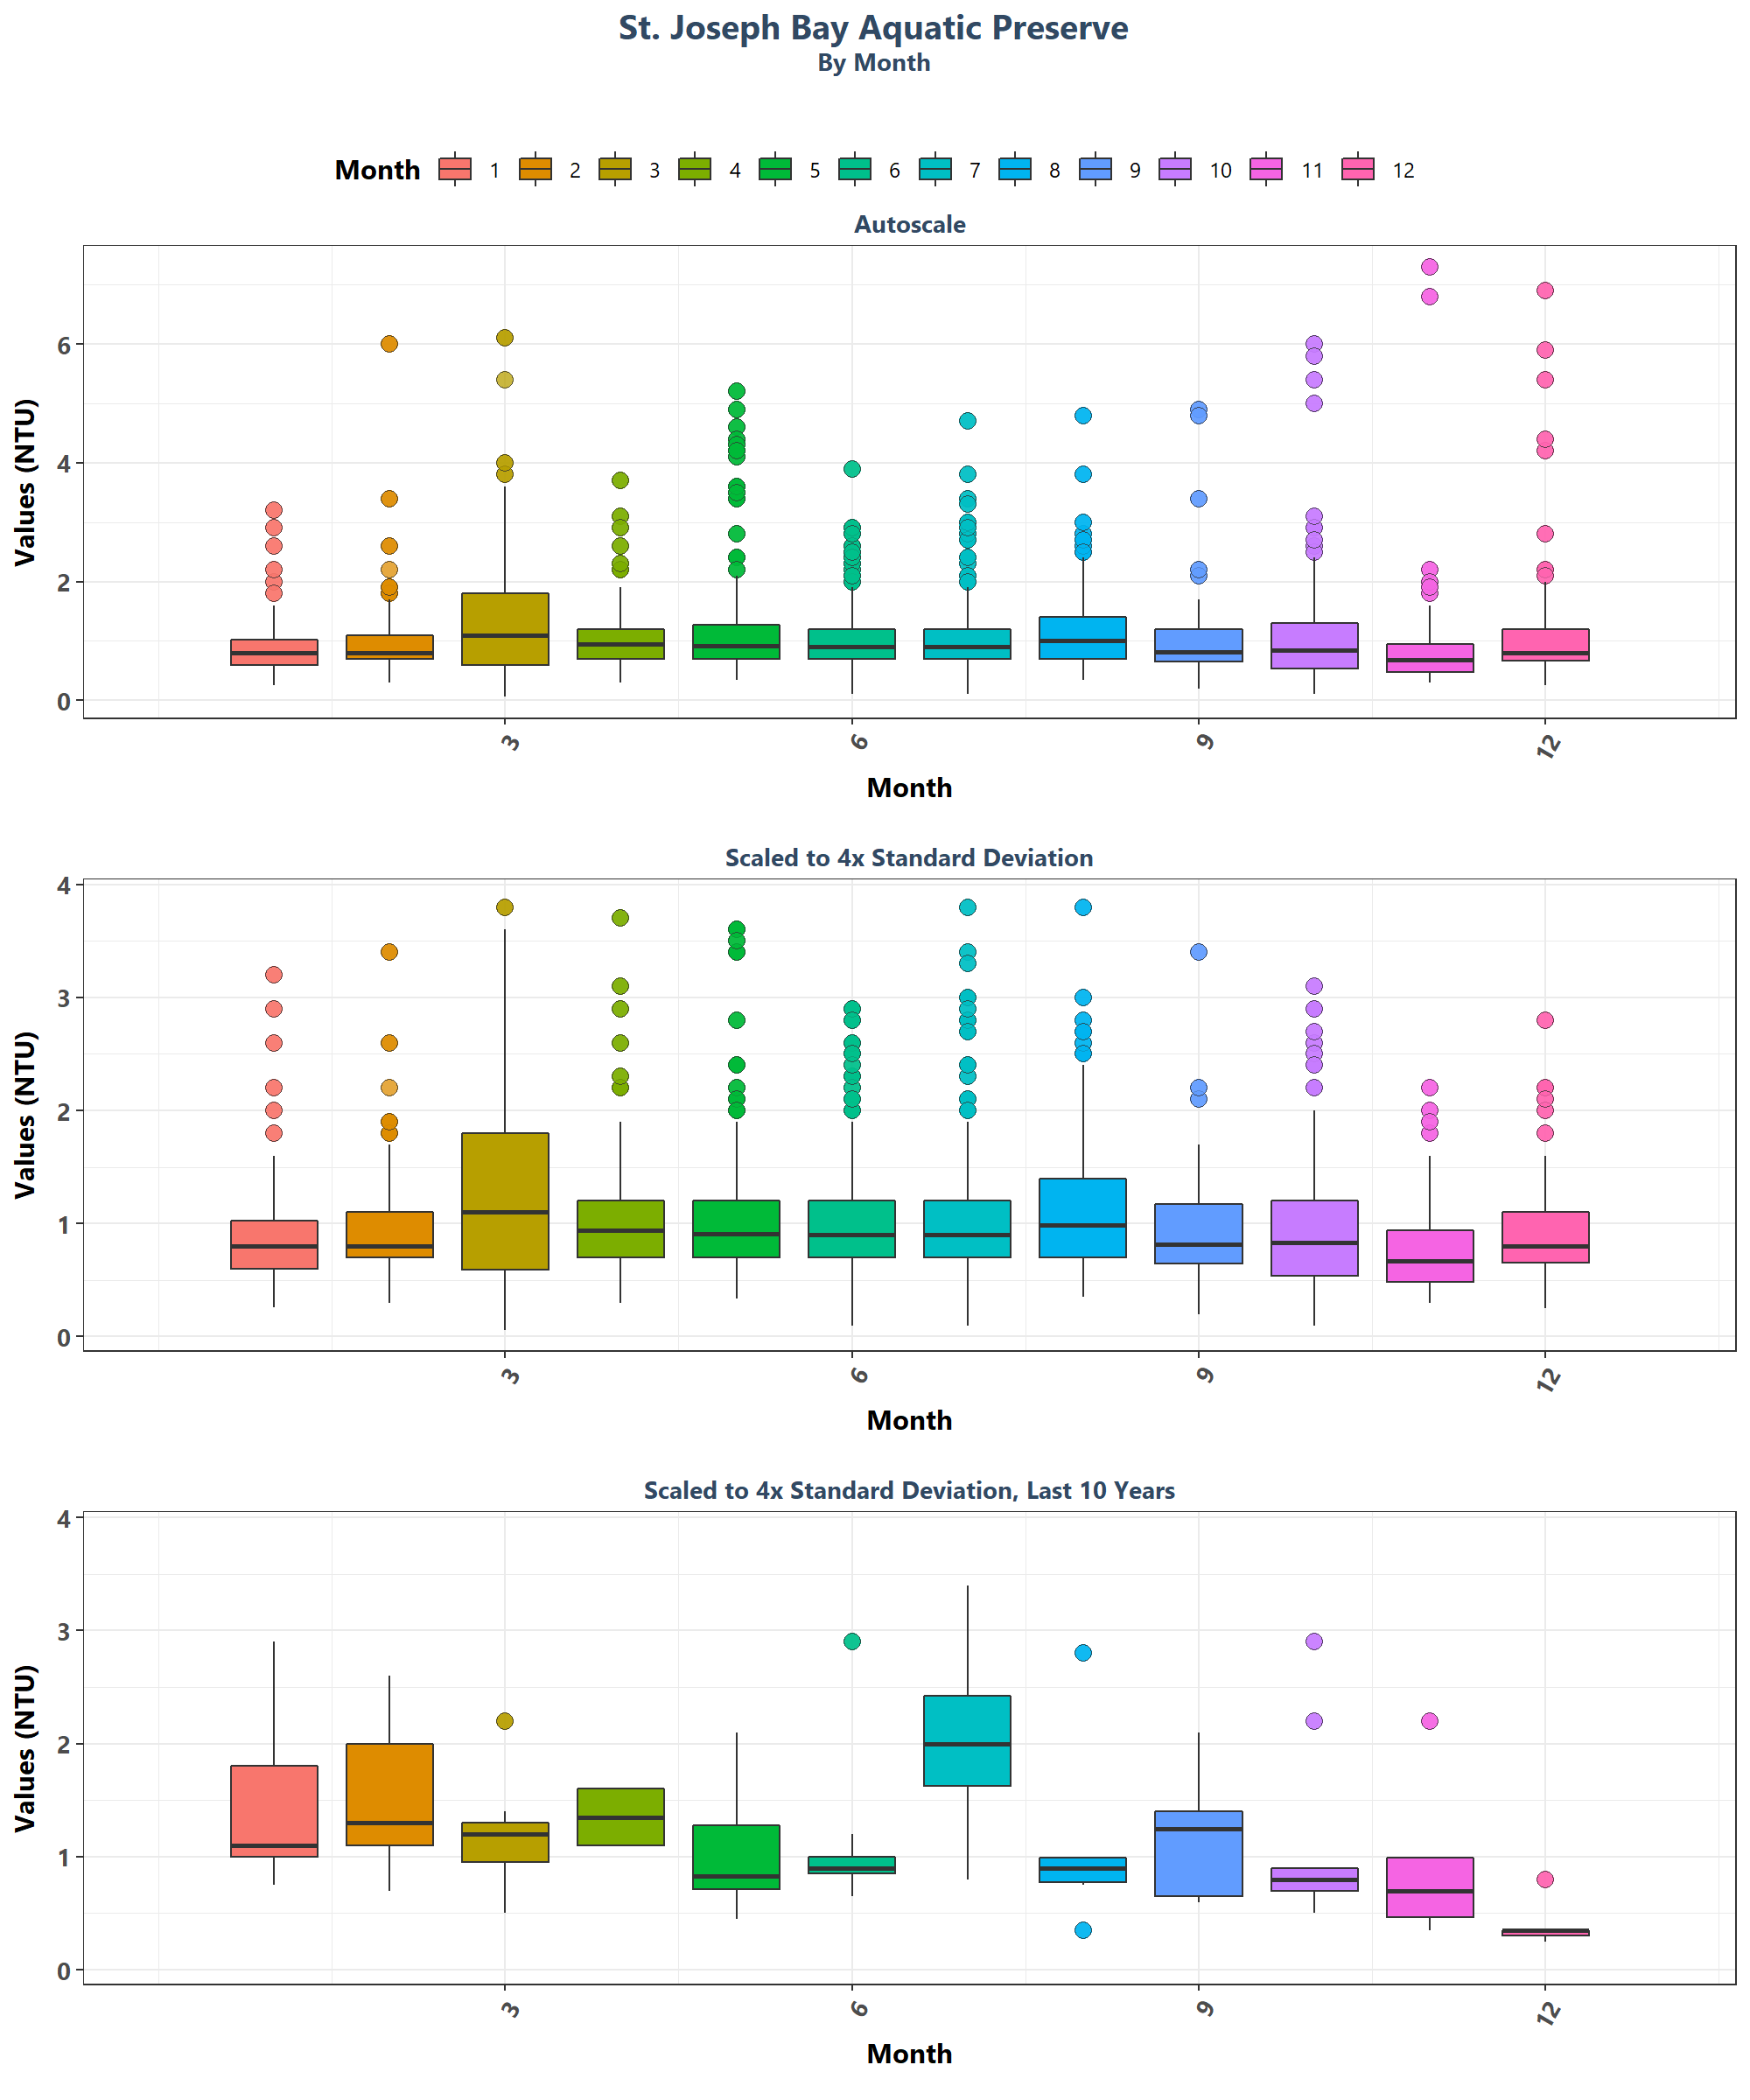 St. Joseph Bay Aquatic Preserve
By Month
Month 1 2 3 4 5 6 7 8 9 10 11 12
Autoscale
Values (NTU)
6
4
2
0
3 6 9 12
Month
Scaled to 4x Standard Deviation
Values (NTU)
4
3
2
1
0
3 6 9 12
Month
Scaled to 4x Standard Deviation, Last 10 Years
Values (NTU)
4
3
2
1
0
3 6 9 12
Month